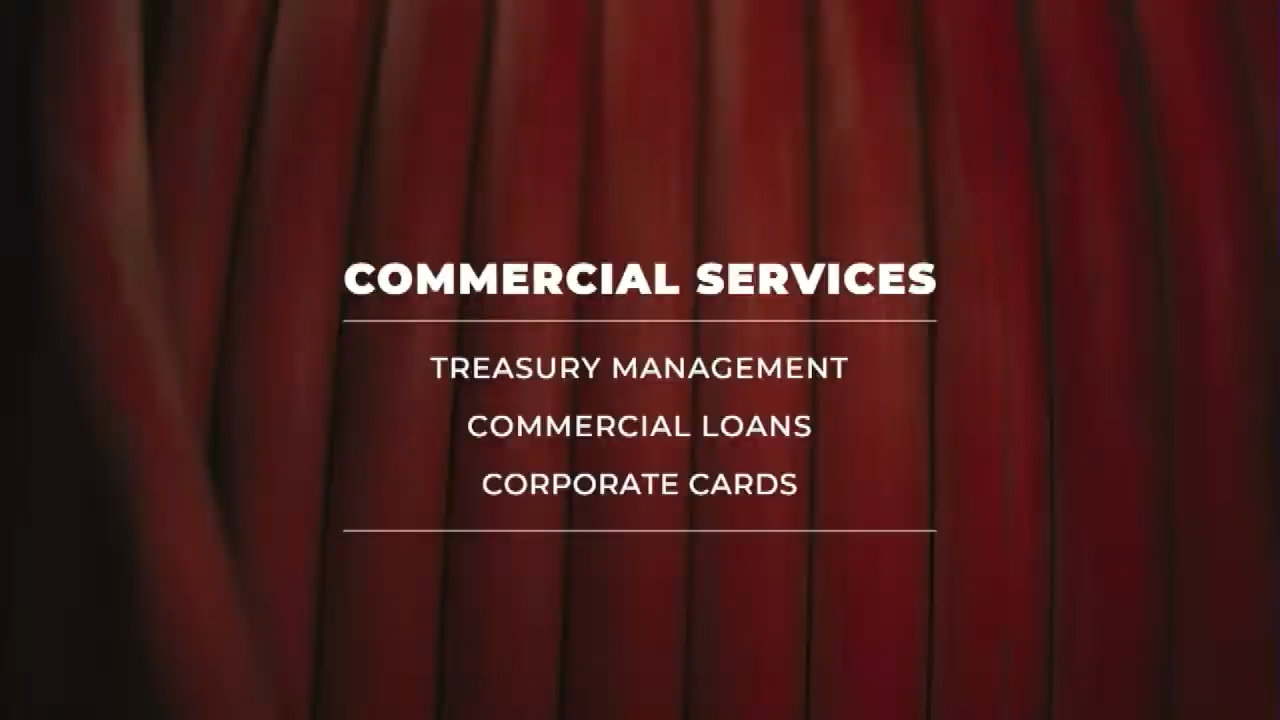 COMMERCIAL SERVICES
TREASURY MANAGEMENT
COMMERCIAL LOANS
CORPORATE CARDS